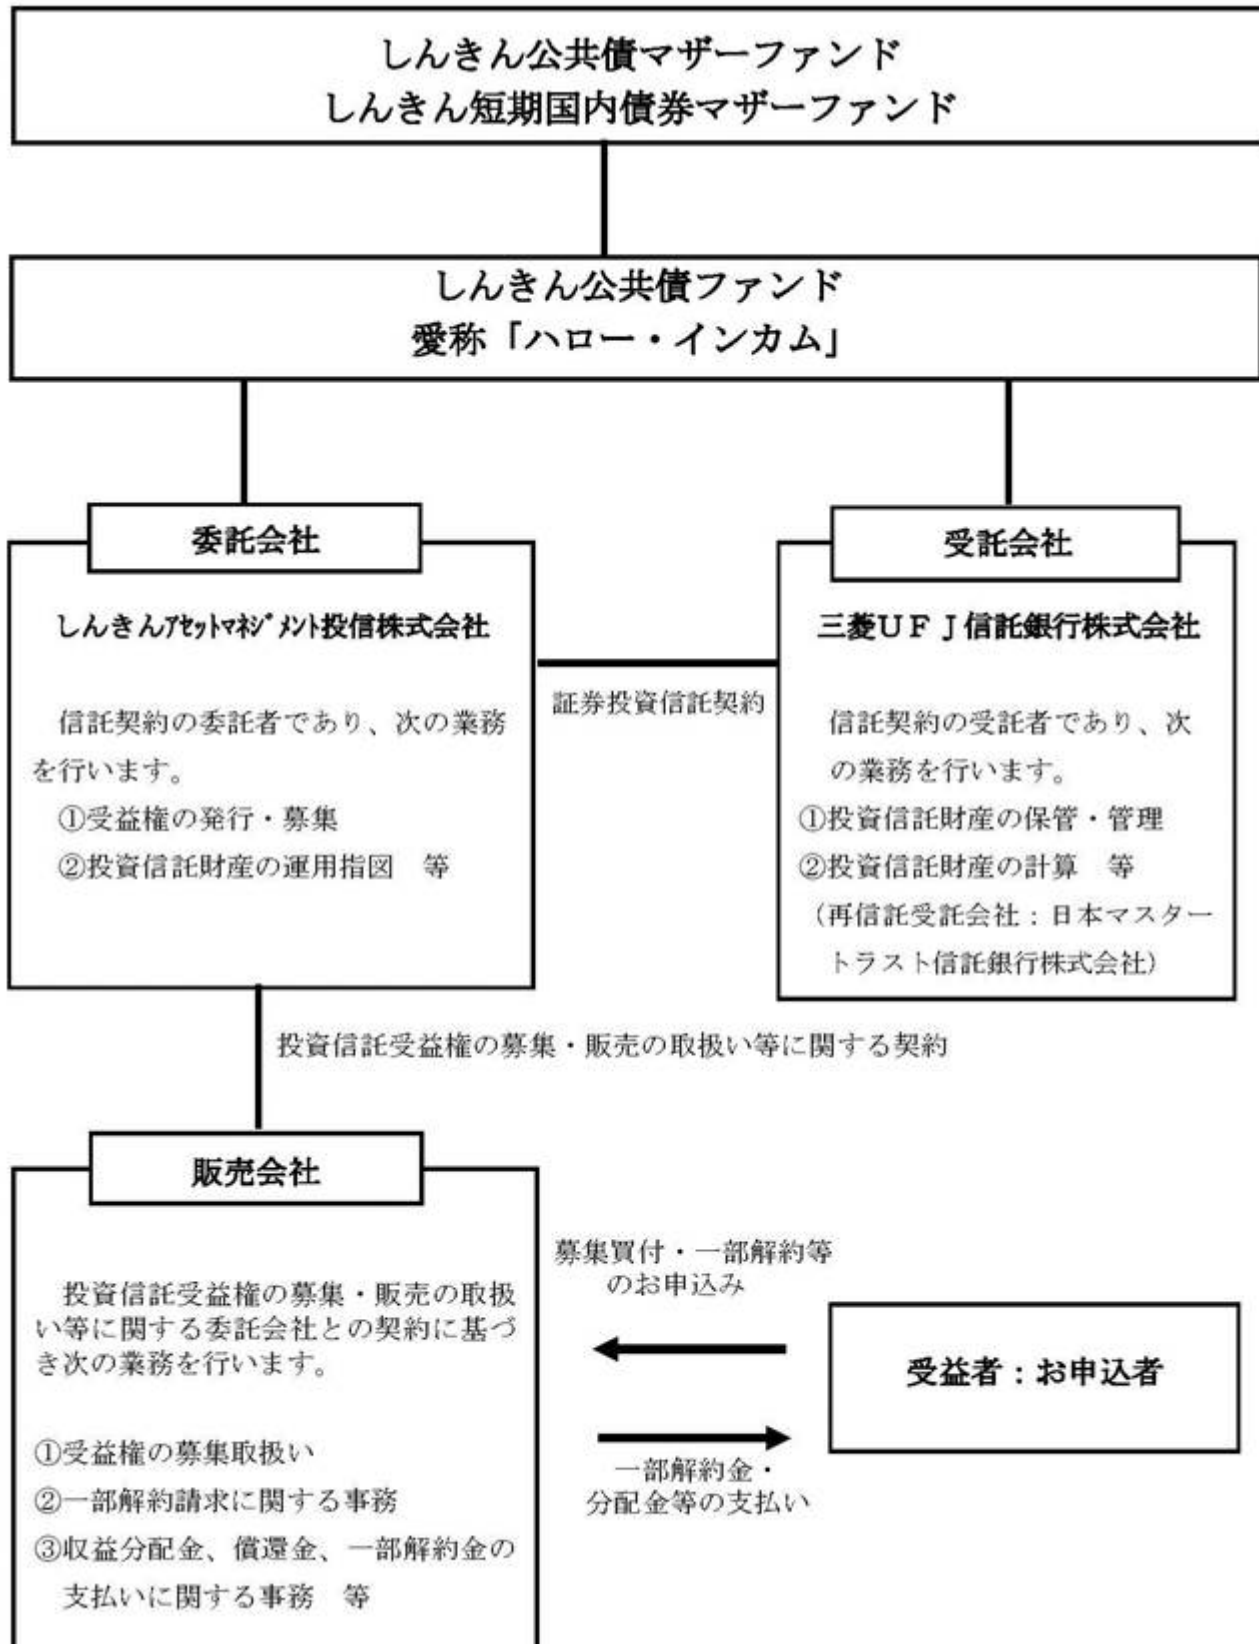 しんきん公共債マザーファンド
しんきん短期国内債券マザーファンド
しんきん公共債ファンド
愛称「ハロー・インカム」
委託会社
しんきんｱｾｯﾄﾏﾈｼﾞﾒﾝﾄ投信株式会社
信託契約の委託者であり、次の業務
を行います。
①受益権の発行・募集
②投資信託財産の運用指図　等
証券投資信託契約
受託会社
三菱ＵＦＪ信託銀行株式会社
信託契約の受託者であり、次
の業務を行います。
①投資信託財産の保管・管理
②投資信託財産の計算　等
（再信託受託会社：日本マスター
トラスト信託銀行株式会社）
投資信託受益権の募集・販売の取扱い等に関する契約
販売会社
投資信託受益権の募集・販売の取扱
い等に関する委託会社との契約に基づ
き次の業務を行います。
①受益権の募集取扱い
②一部解約請求に関する事務
③収益分配金、償還金、一部解約金の
支払いに関する事務　等
募集買付・一部解約等
のお申込み
一部解約金・
分配金等の支払い
受益者：お申込者